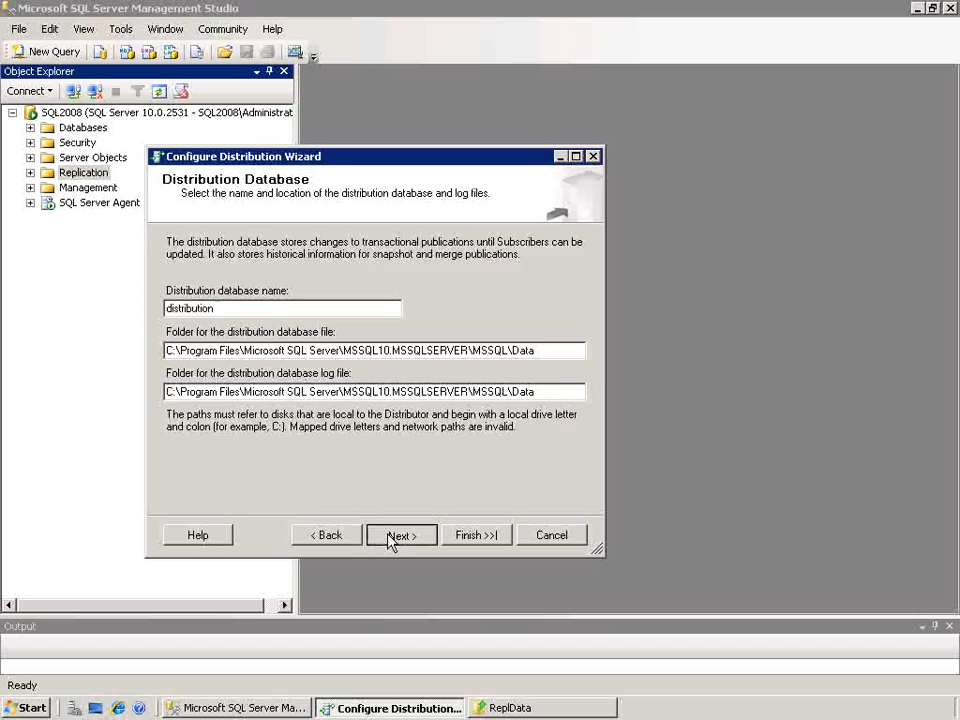 Microsoft SQL Server Management Studio
File Edit View Tools Window Community Help
New Query
Object Explorer
Connect
SQL2008 (SQL Server 10.0.2531 - SQL2008\Administrat
Databases
Security
Server Objects
Replication
Management
SQL Server Agent
Configure Distribution Wizard
Distribution Database
Select the name and location of the distribution database and log files.
The distribution database stores changes to transactional publications until Subscribers can be
updated. It also stores historical information for snapshot and merge publications.
Distribution database name:
distribution
Folder for the distribution database file:
C:\Program Files\Microsoft SQL Server\MSSQL10.MSSQLSERVER\MSSQL\Data
Folder for the distribution database log file:
C:\Program Files\Microsoft SQL Server\MSSQL10.MSSQLSERVER\MSSQL\Data
The paths must refer to disks that are local to the Distributor and begin with a local drive letter
and colon (for example, C:). Mapped drive letters and network paths are invalid.
Help < Back Next > Finish >>| Cancel
Output
Ready
Start Microsoft SQL Server Ma... Configure Distribution... ReplData